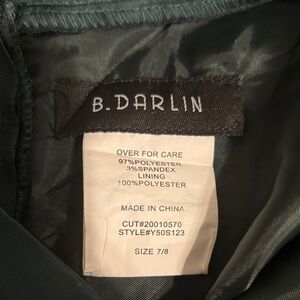 B. DARLIN
OVER FOR CARE
97%POLYESTER
3%SPANDEX
LINING
100%POLYESTER
MADE IN CHINA
CUT#20010570
STYLE#Y50S123
SIZE 7/8